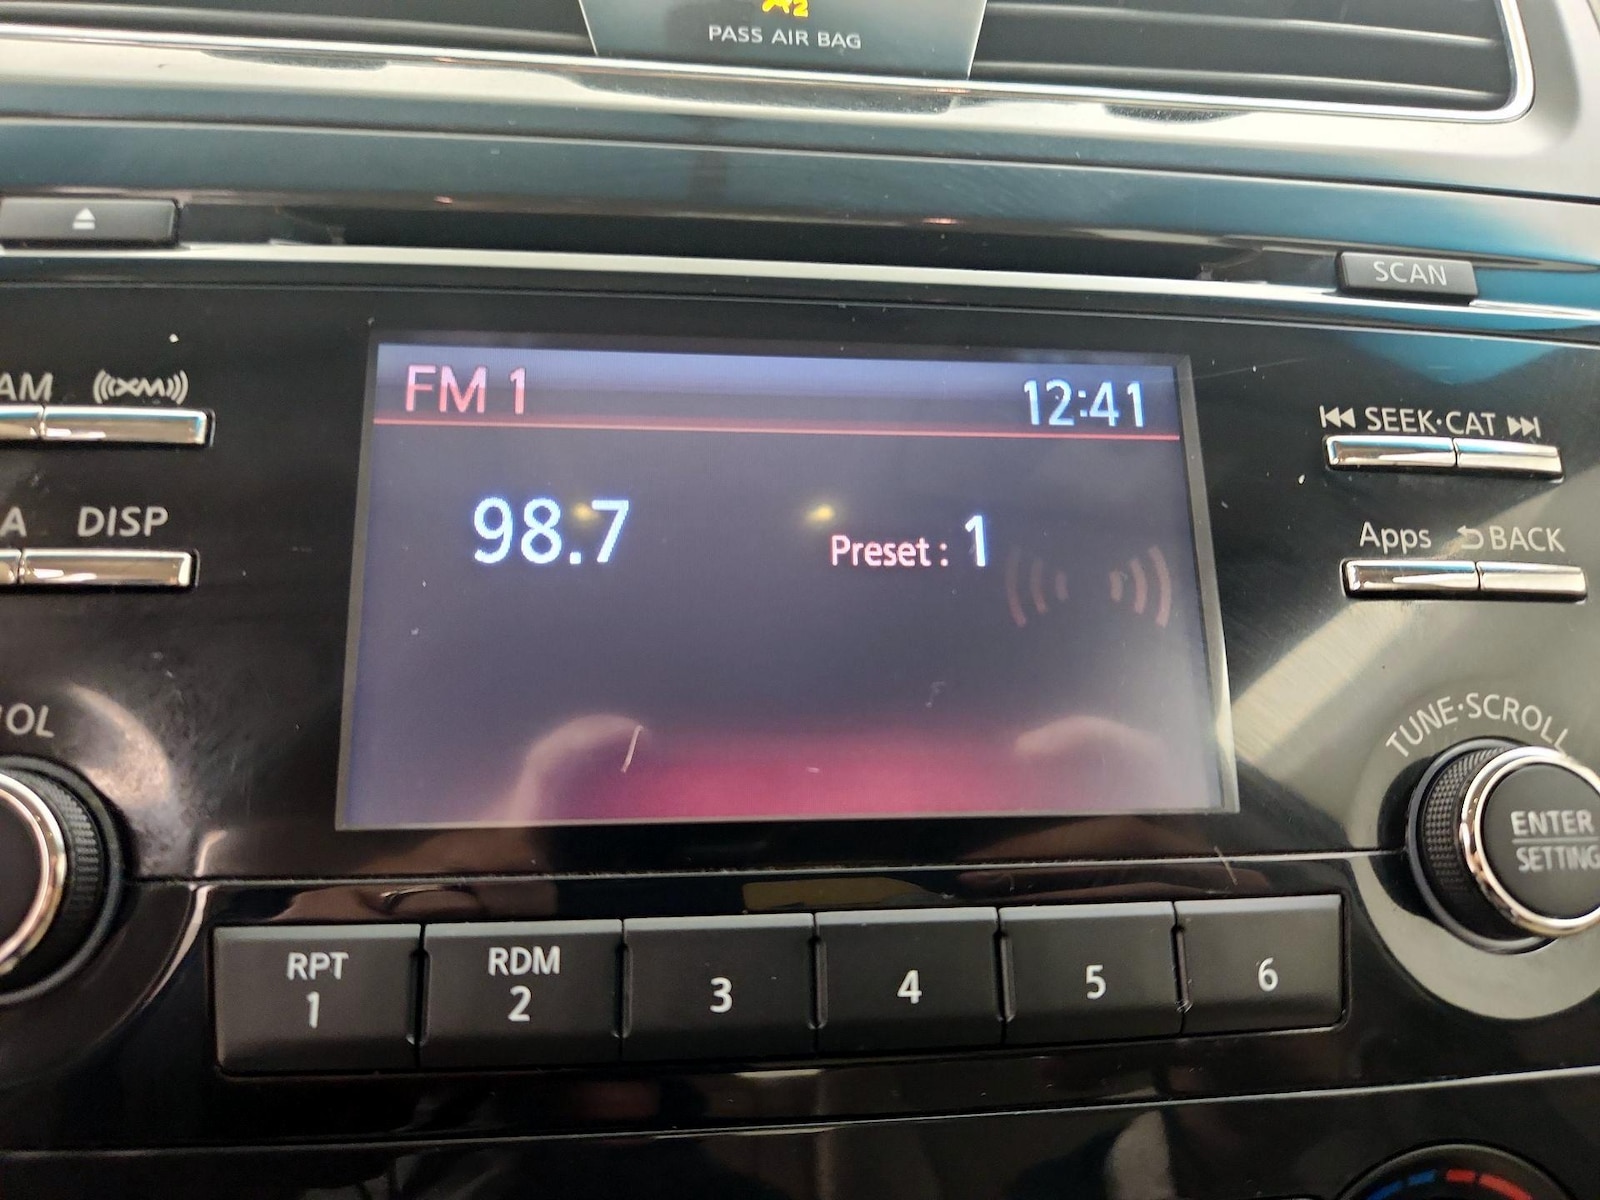 PASS AIR BAG
SCAN
AM XM
FM 1 12:41
SEEK·CAT
98.7 Preset: 1
A DISP
Apps BACK
TUNE·SCROLL
ENTER
SETTING
RPT RDM
1 2 3 4 5 6